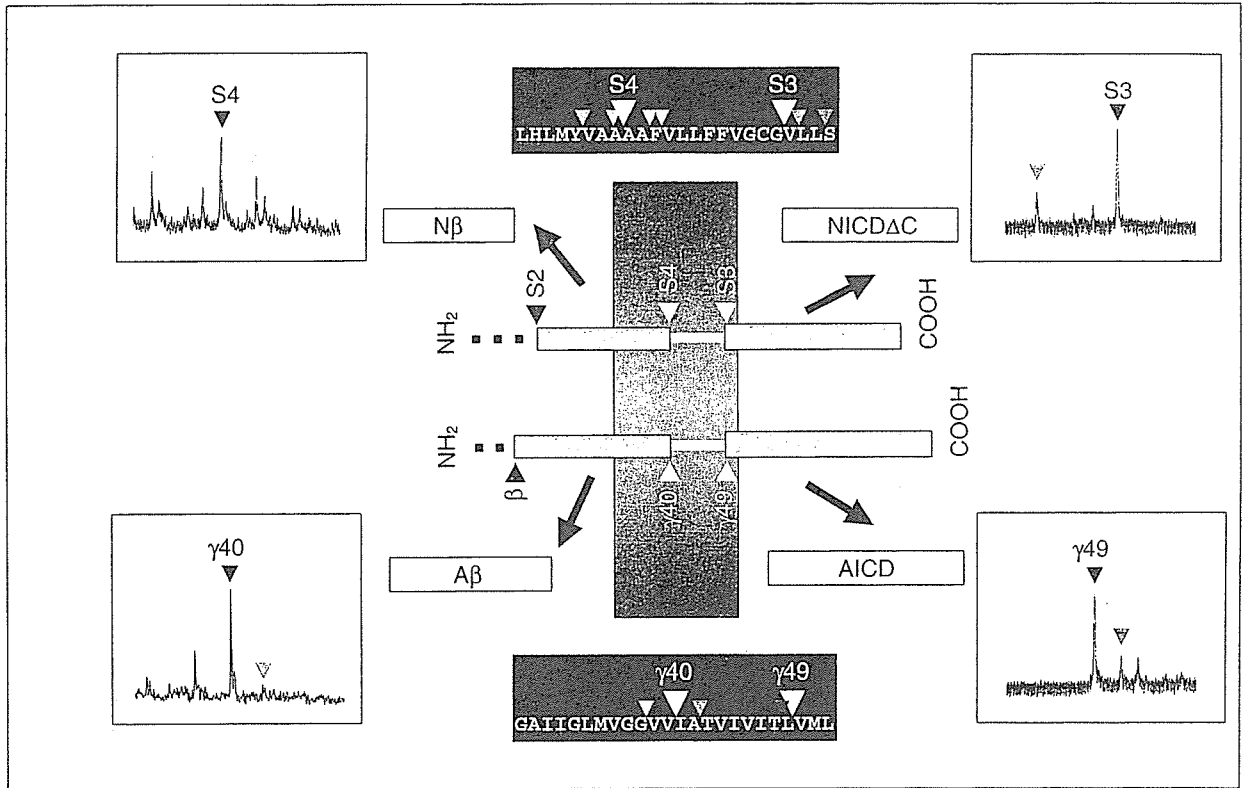 S4
S4 S3
LHLMYVAAAAAFVLLFFVGCGVLLS
S3
Nβ
NICDΔC
S2
S4
S3
NH2
COOH
NH2
COOH
β
γ40
γ49
Aβ
AICD
γ40
γ49
γ40 γ49
GAIIGLMVGGVVIATVIVITLVML